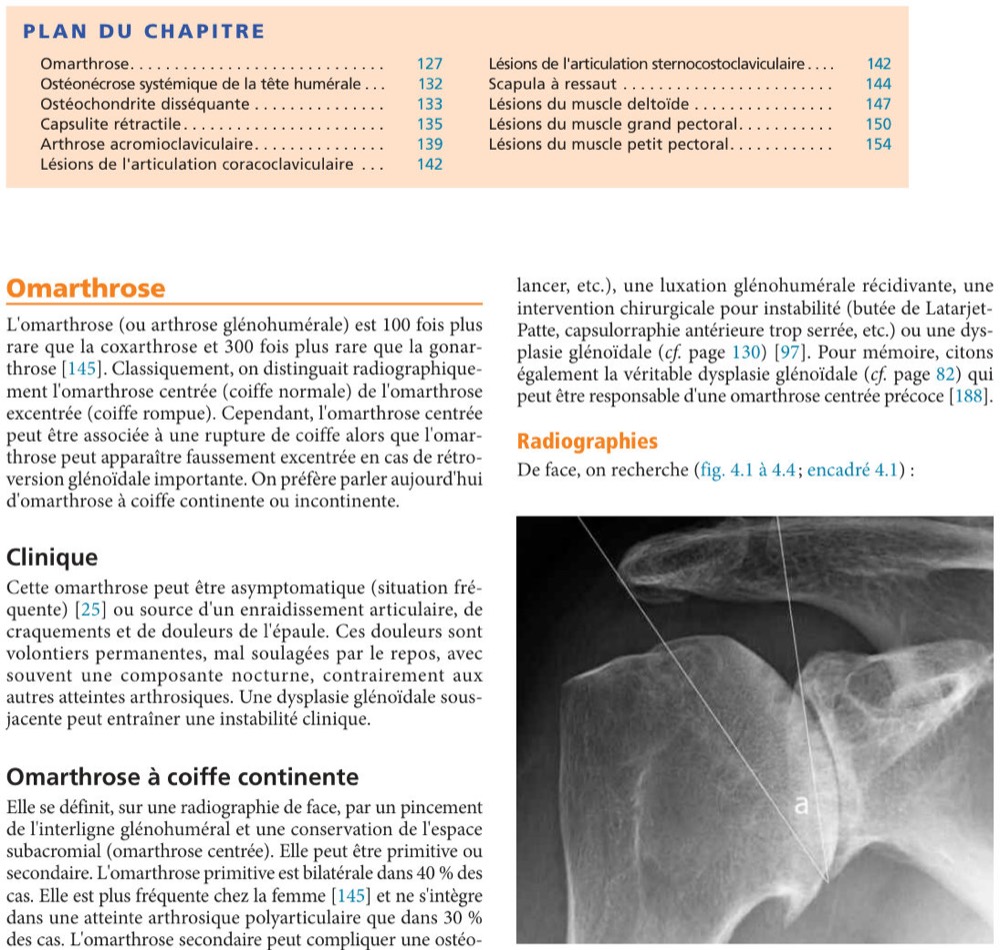 PLAN DU CHAPITRE
Omarthrose. . . . . . . . . . . . . . . . . . . . . . . . . . . . 127
Ostéonécrose systémique de la tête humérale . . . 132
Ostéochondrite disséquante . . . . . . . . . . . . . . . 133
Capsulite rétractile. . . . . . . . . . . . . . . . . . . . . . 135
Arthrose acromioclaviculaire. . . . . . . . . . . . . . . 139
Lésions de l'articulation coracoclaviculaire . . . 142
Lésions de l'articulation sternocostoclaviculaire . . . . 142
Scapula à ressaut . . . . . . . . . . . . . . . . . . . . . . . 144
Lésions du muscle deltoïde . . . . . . . . . . . . . . . 147
Lésions du muscle grand pectoral. . . . . . . . . . . 150
Lésions du muscle petit pectoral. . . . . . . . . . . . 154
Omarthrose
L'omarthrose (ou arthrose glénohumérale) est 100 fois plus
rare que la coxarthrose et 300 fois plus rare que la gonar-
throse [145]. Classiquement, on distinguait radiographique-
ment l'omarthrose centrée (coiffe normale) de l'omarthrose
excentrée (coiffe rompue). Cependant, l'omarthrose centrée
peut être associée à une rupture de coiffe alors que l'omar-
throse peut apparaître faussement excentrée en cas de rétro-
version glénoïdale importante. On préfère parler aujourd'hui
d'omarthrose à coiffe continente ou incontinente.
Clinique
Cette omarthrose peut être asymptomatique (situation fré-
quente) [25] ou source d'un enraidissement articulaire, de
craquements et de douleurs de l'épaule. Ces douleurs sont
volontiers permanentes, mal soulagées par le repos, avec
souvent une composante nocturne, contrairement aux
autres atteintes arthrosiques. Une dysplasie glénoïdale sous-
jacente peut entraîner une instabilité clinique.
Omarthrose à coiffe continente
Elle se définit, sur une radiographie de face, par un pincement
de l'interligne glénohuméral et une conservation de l'espace
subacromial (omarthrose centrée). Elle peut être primitive ou
secondaire. L'omarthrose primitive est bilatérale dans 40 % des
cas. Elle est plus fréquente chez la femme [145] et ne s'intègre
dans une atteinte arthrosique polyarticulaire que dans 30 %
des cas. L'omarthrose secondaire peut compliquer une ostéo-
lancer, etc.), une luxation glénohumérale récidivante, une
intervention chirurgicale pour instabilité (butée de Latarjet-
Patte, capsulorraphie antérieure trop serrée, etc.) ou une dys-
plasie glénoïdale (cf. page 130) [97]. Pour mémoire, citons
également la véritable dysplasie glénoïdale (cf. page 82) qui
peut être responsable d'une omarthrose centrée précoce [188].
Radiographies
De face, on recherche (fig. 4.1 à 4.4 ; encadré 4.1) :
a